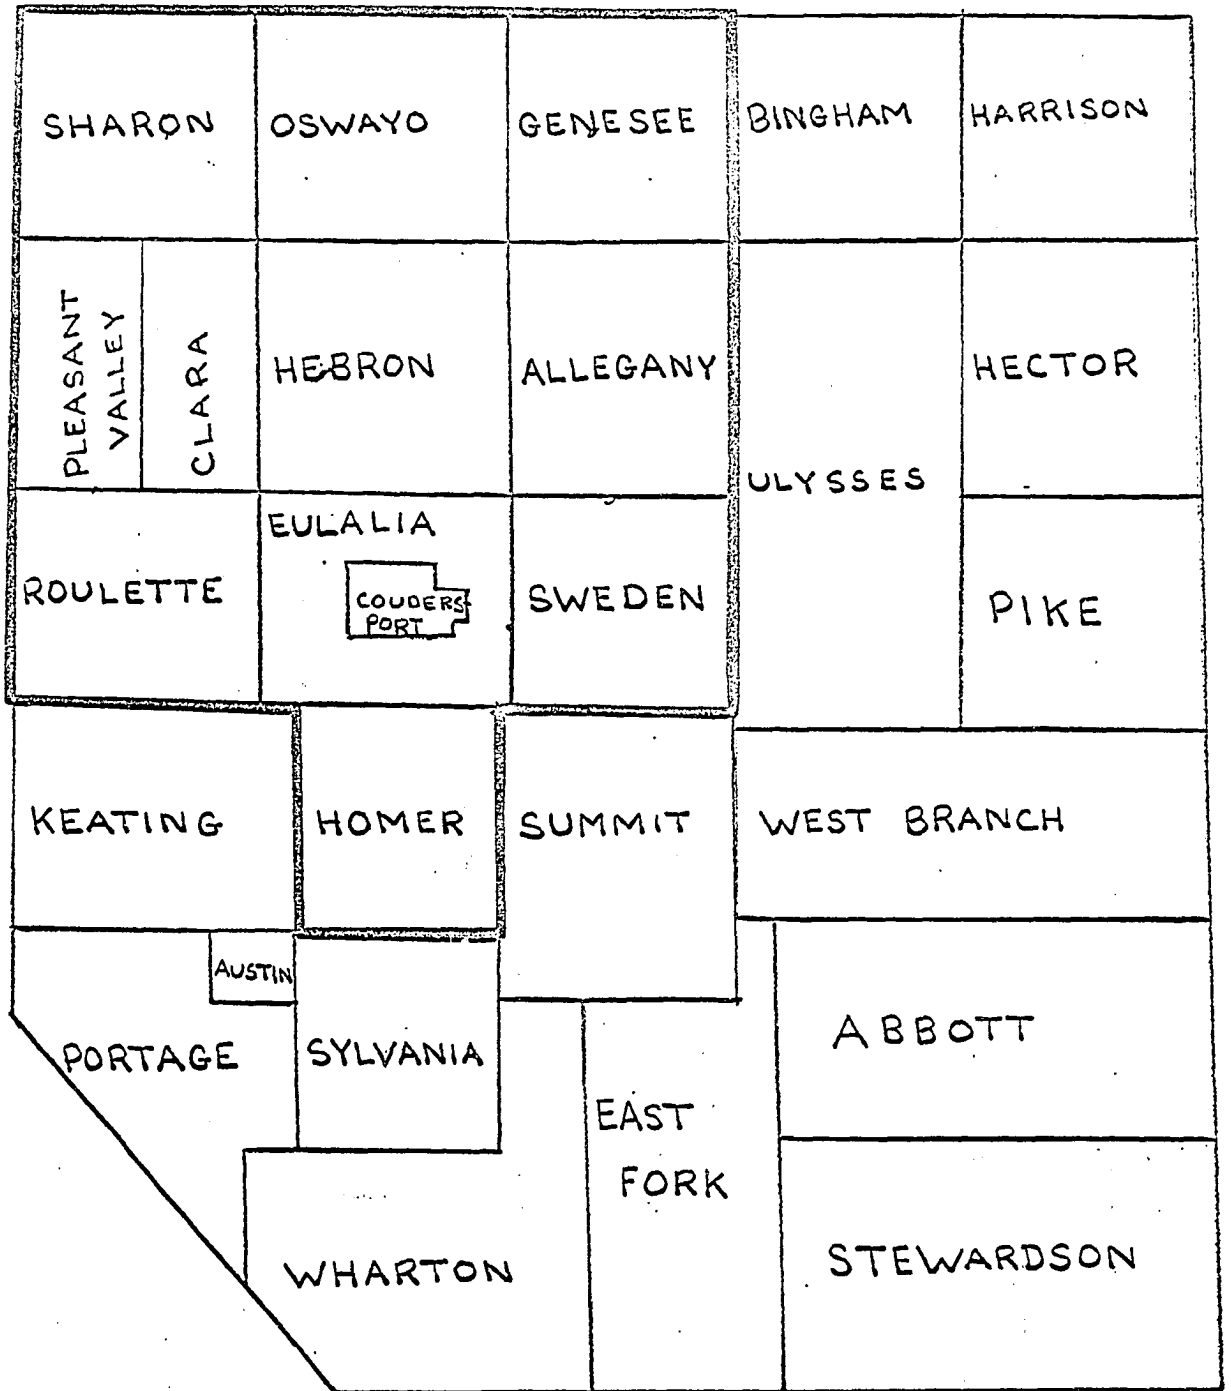 SHARON
OSWAYO
GENESEE
BINGHAM
HARRISON
PLEASANT
VALLEY
CLARA
HEBRON
ALLEGANY
HECTOR
ULYSSES
EULALIA
ROULETTE
COUDERS-
PORT
SWEDEN
PIKE
KEATING
HOMER
SUMMIT
WEST BRANCH
AUSTIN
PORTAGE
SYLVANIA
ABBOTT
EAST
FORK
WHARTON
STEWARDSON